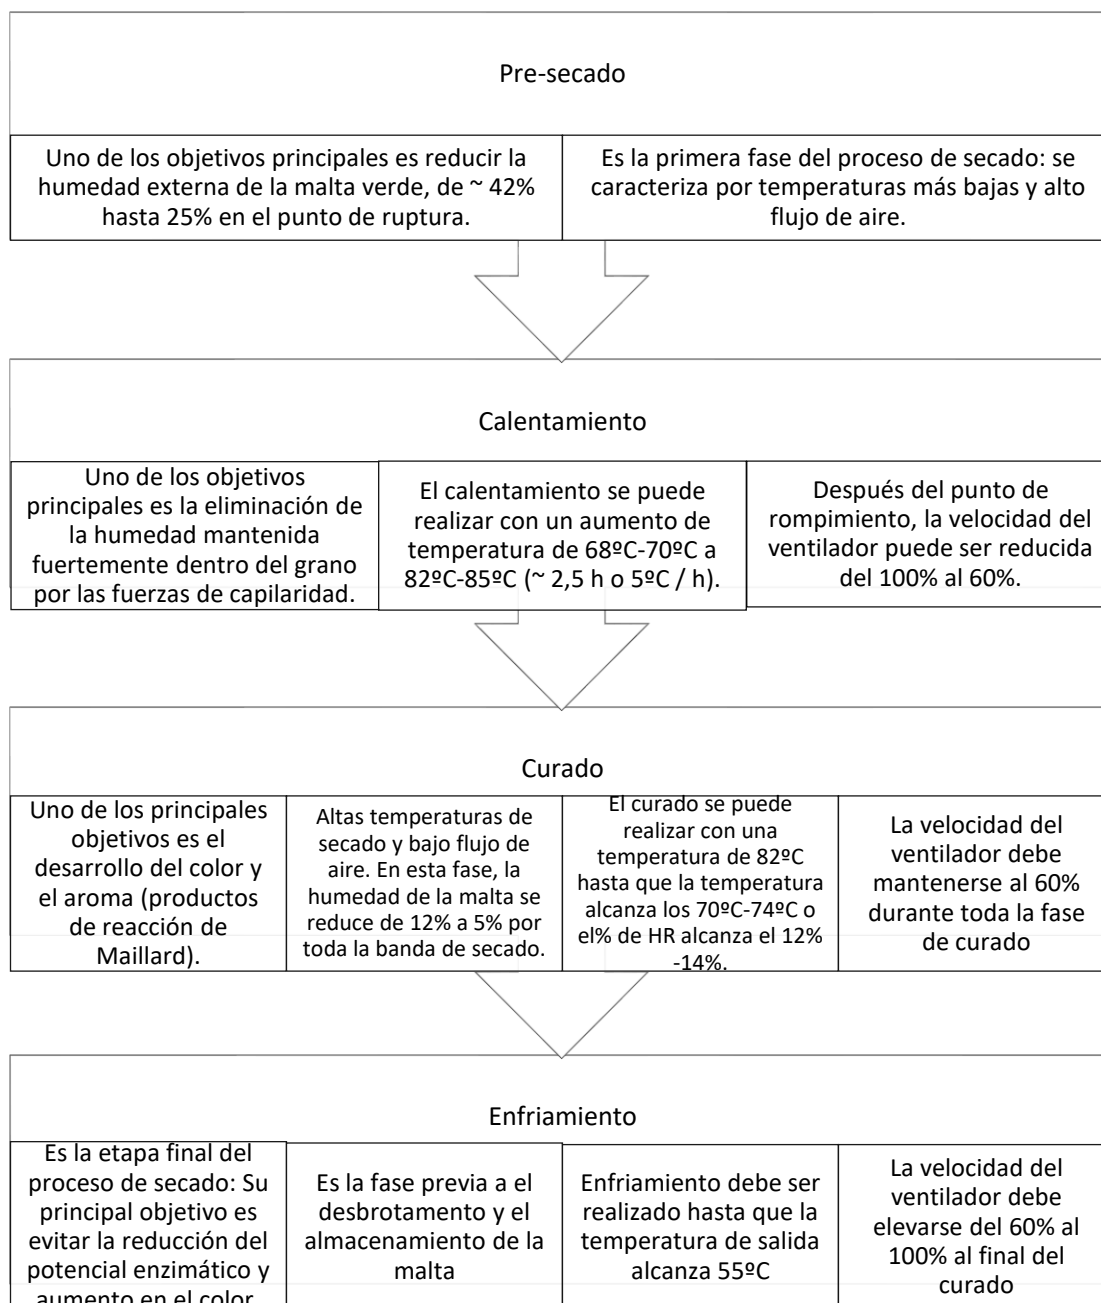 Pre-secado
Uno de los objetivos principales es reducir la
humedad externa de la malta verde, de ~ 42%
hasta 25% en el punto de ruptura.
Es la primera fase del proceso de secado: se
caracteriza por temperaturas más bajas y alto
flujo de aire.
Calentamiento
Uno de los objetivos
principales es la eliminación de
la humedad mantenida
fuertemente dentro del grano
por las fuerzas de capilaridad.
El calentamiento se puede
realizar con un aumento de
temperatura de 68ºC-70ºC a
82ºC-85ºC (~ 2,5 h o 5ºC / h).
Después del punto de
rompimiento, la velocidad del
ventilador puede ser reducida
del 100% al 60%.
Curado
Uno de los principales
objetivos es el
desarrollo del color y
el aroma (productos
de reacción de
Maillard).
Altas temperaturas de
secado y bajo flujo de
aire. En esta fase, la
humedad de la malta se
reduce de 12% a 5% por
toda la banda de secado.
El curado se puede
realizar con una
temperatura de 82ºC
hasta que la temperatura
alcanza los 70ºC-74ºC o
el% de HR alcanza el 12%
-14%.
La velocidad del
ventilador debe
mantenerse al 60%
durante toda la fase
de curado
Enfriamiento
Es la etapa final del
proceso de secado: Su
principal objetivo es
evitar la reducción del
potencial enzimático y
aumento en el color.
Es la fase previa a el
desbrotamiento y el
almacenamiento de la
malta
Enfriamiento debe ser
realizado hasta que la
temperatura de salida
alcanza 55ºC
La velocidad del
ventilador debe
elevarse del 60% al
100% al final del
curado